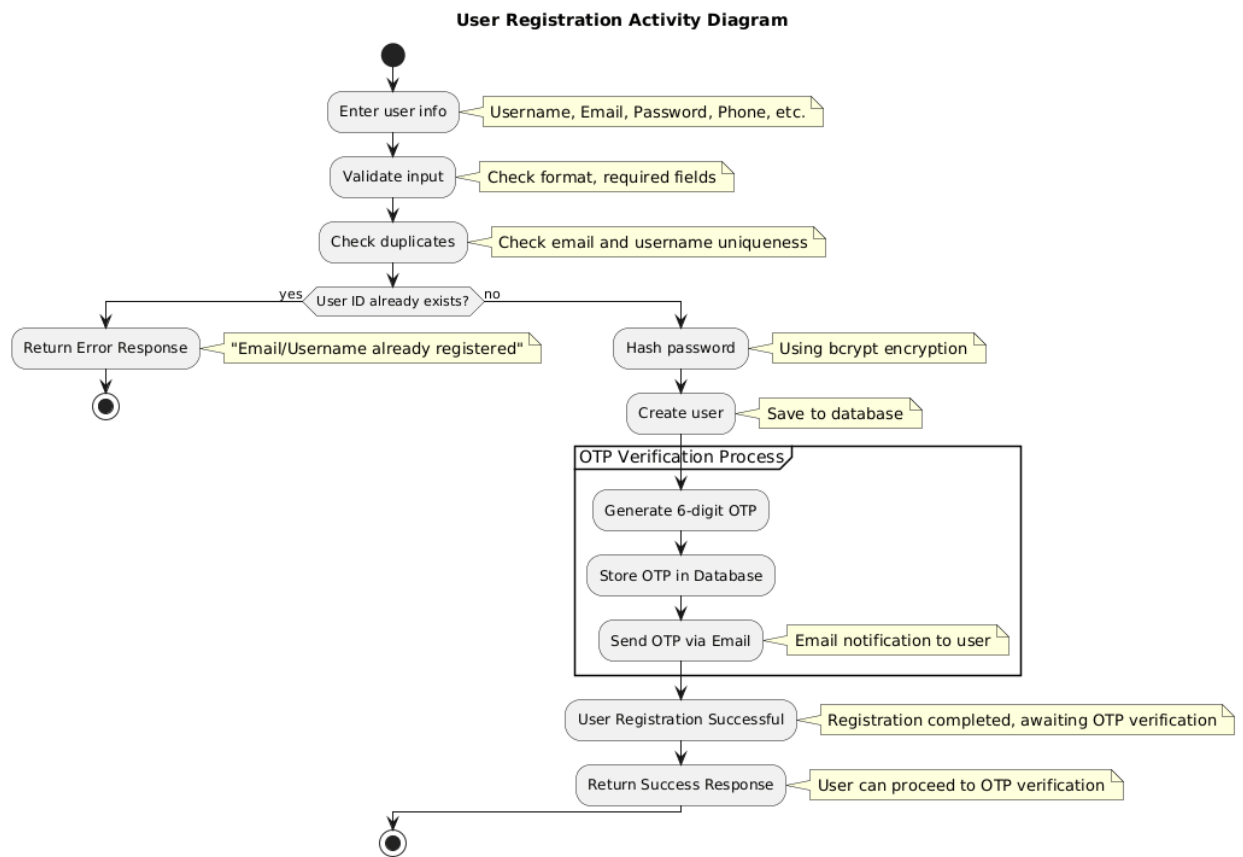 User Registration Activity Diagram
Enter user info
Username, Email, Password, Phone, etc.
Validate input
Check format, required fields
Check duplicates
Check email and username uniqueness
yes
User ID already exists?
no
Return Error Response
"Email/Username already registered"
Hash password
Using bcrypt encryption
Create user
Save to database
OTP Verification Process
Generate 6-digit OTP
Store OTP in Database
Send OTP via Email
Email notification to user
User Registration Successful
Registration completed, awaiting OTP verification
Return Success Response
User can proceed to OTP verification